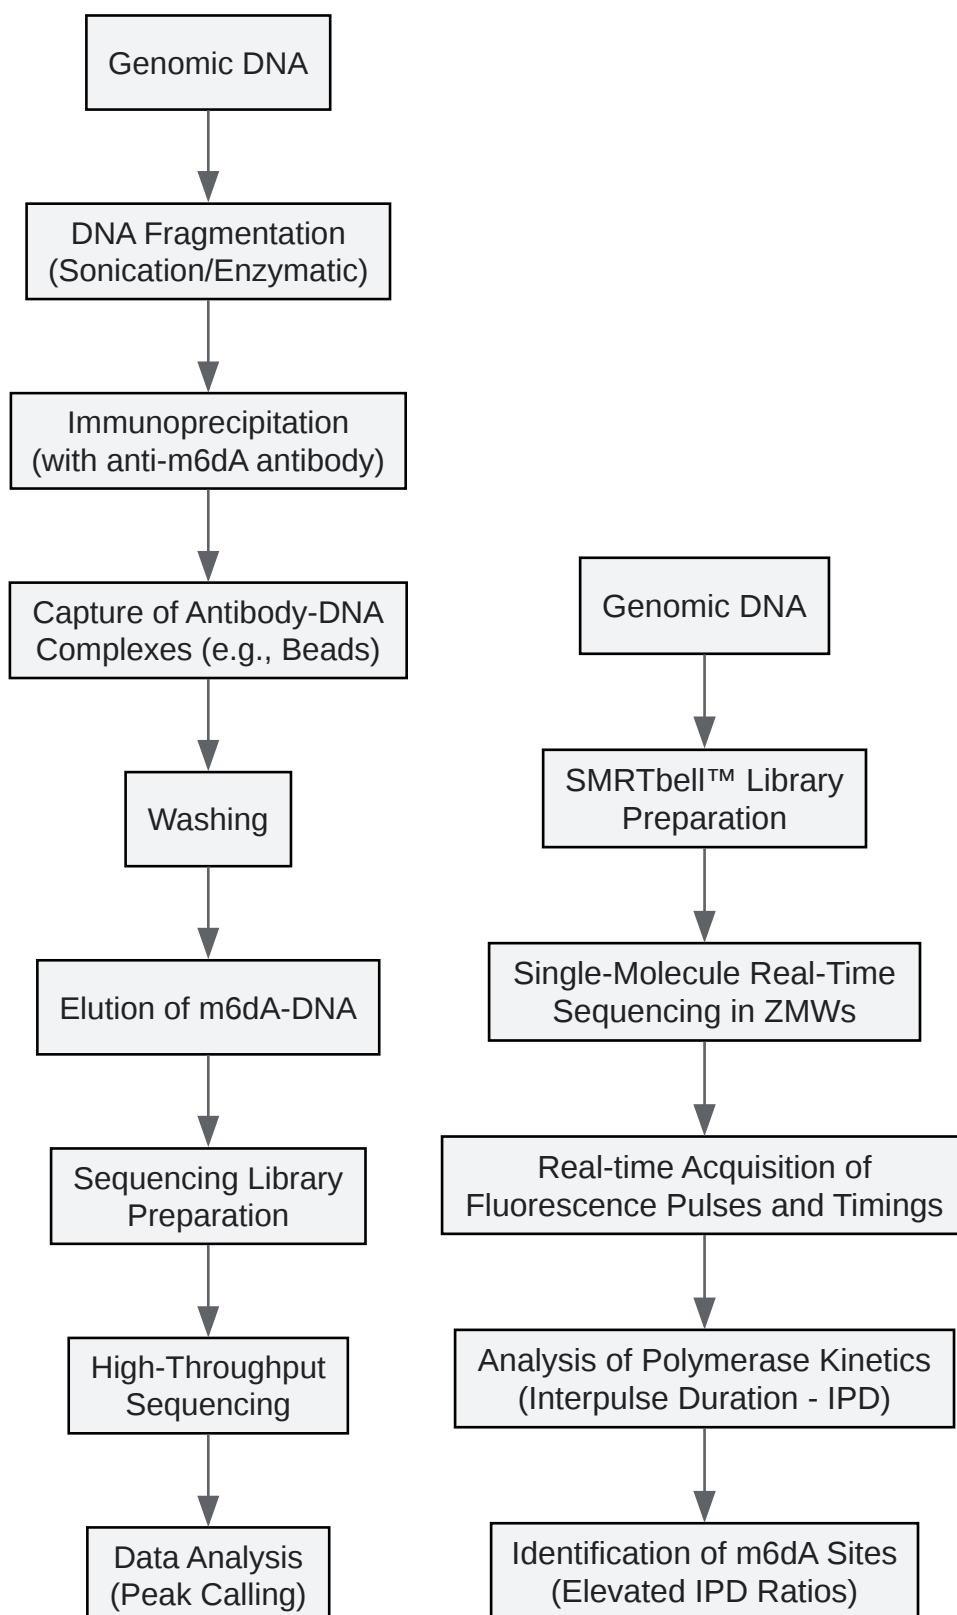 Genomic DNA
DNA Fragmentation
(Sonication/Enzymatic)
Immunoprecipitation
(with anti-m6dA antibody)
Capture of Antibody-DNA
Complexes (e.g., Beads)
Washing
Elution of m6dA-DNA
Sequencing Library
Preparation
High-Throughput
Sequencing
Data Analysis
(Peak Calling)
Genomic DNA
SMRTbell™ Library
Preparation
Single-Molecule Real-Time
Sequencing in ZMWs
Real-time Acquisition of
Fluorescence Pulses and Timings
Analysis of Polymerase Kinetics
(Interpulse Duration - IPD)
Identification of m6dA Sites
(Elevated IPD Ratios)